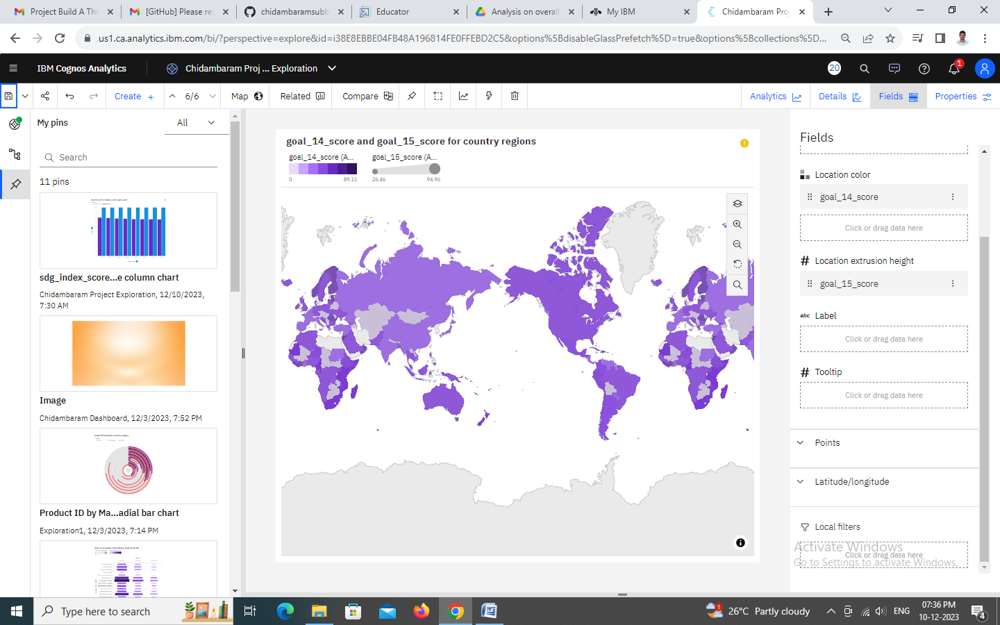 Project Build A Tho
[GitHub] Please re
chidambaramsubb
Educator
Analysis on overall
My IBM
Chidambaram Proj
us1.ca.analytics.ibm.com/bi/?perspective=explore&id=i38E8EBBE04FB48A196814FE0FFEBD2C5&options%5BdisableGlassPrefetch%5D=true&options%5Bcollections%5D...
IBM Cognos Analytics
Chidambaram Proj ... Exploration
20
1
Create +
6/6
Map
Related
Compare
Analytics
Details
Fields
Properties
My pins
All
Search
11 pins
sdg_index_score...e column chart
Chidambaram Project Exploration, 12/10/2023,
7:30 AM
Image
Chidambaram Dashboard, 12/3/2023, 7:52 PM
Product ID by Ma...adial bar chart
Exploration1, 12/3/2023, 7:14 PM
goal_14_score and goal_15_score for country regions
goal_14_score (A...
goal_15_score (A...
0
89.11
26.46
94.96
Fields
Location color
goal_14_score
Click or drag data here
Location extrusion height
goal_15_score
abc Label
Click or drag data here
Tooltip
Click or drag data here
Points
Latitude/longitude
Local filters
Click or drag data here
Activate Windows
Go to Settings to activate Windows.
Type here to search
1
26°C Partly cloudy
ENG
07:36 PM
10-12-2023
4